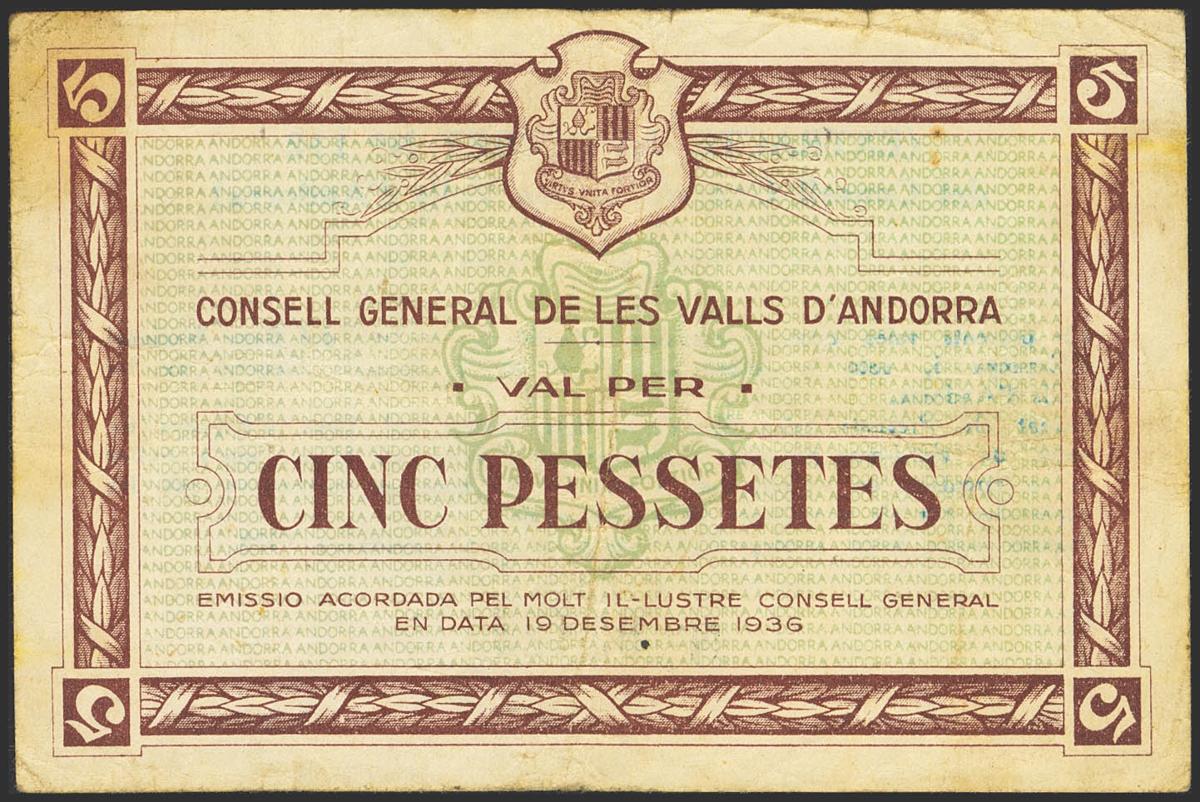 5 5
VIRTVS VNITA FORTIOR
CONSELL GENERAL DE LES VALLS D'ANDORRA
· VAL PER ·
CINC PESSETES
EMISSIO ACORDADA PEL MOLT IL-LUSTRE CONSELL GENERAL
EN DATA 19 DESEMBRE 1936
5 5